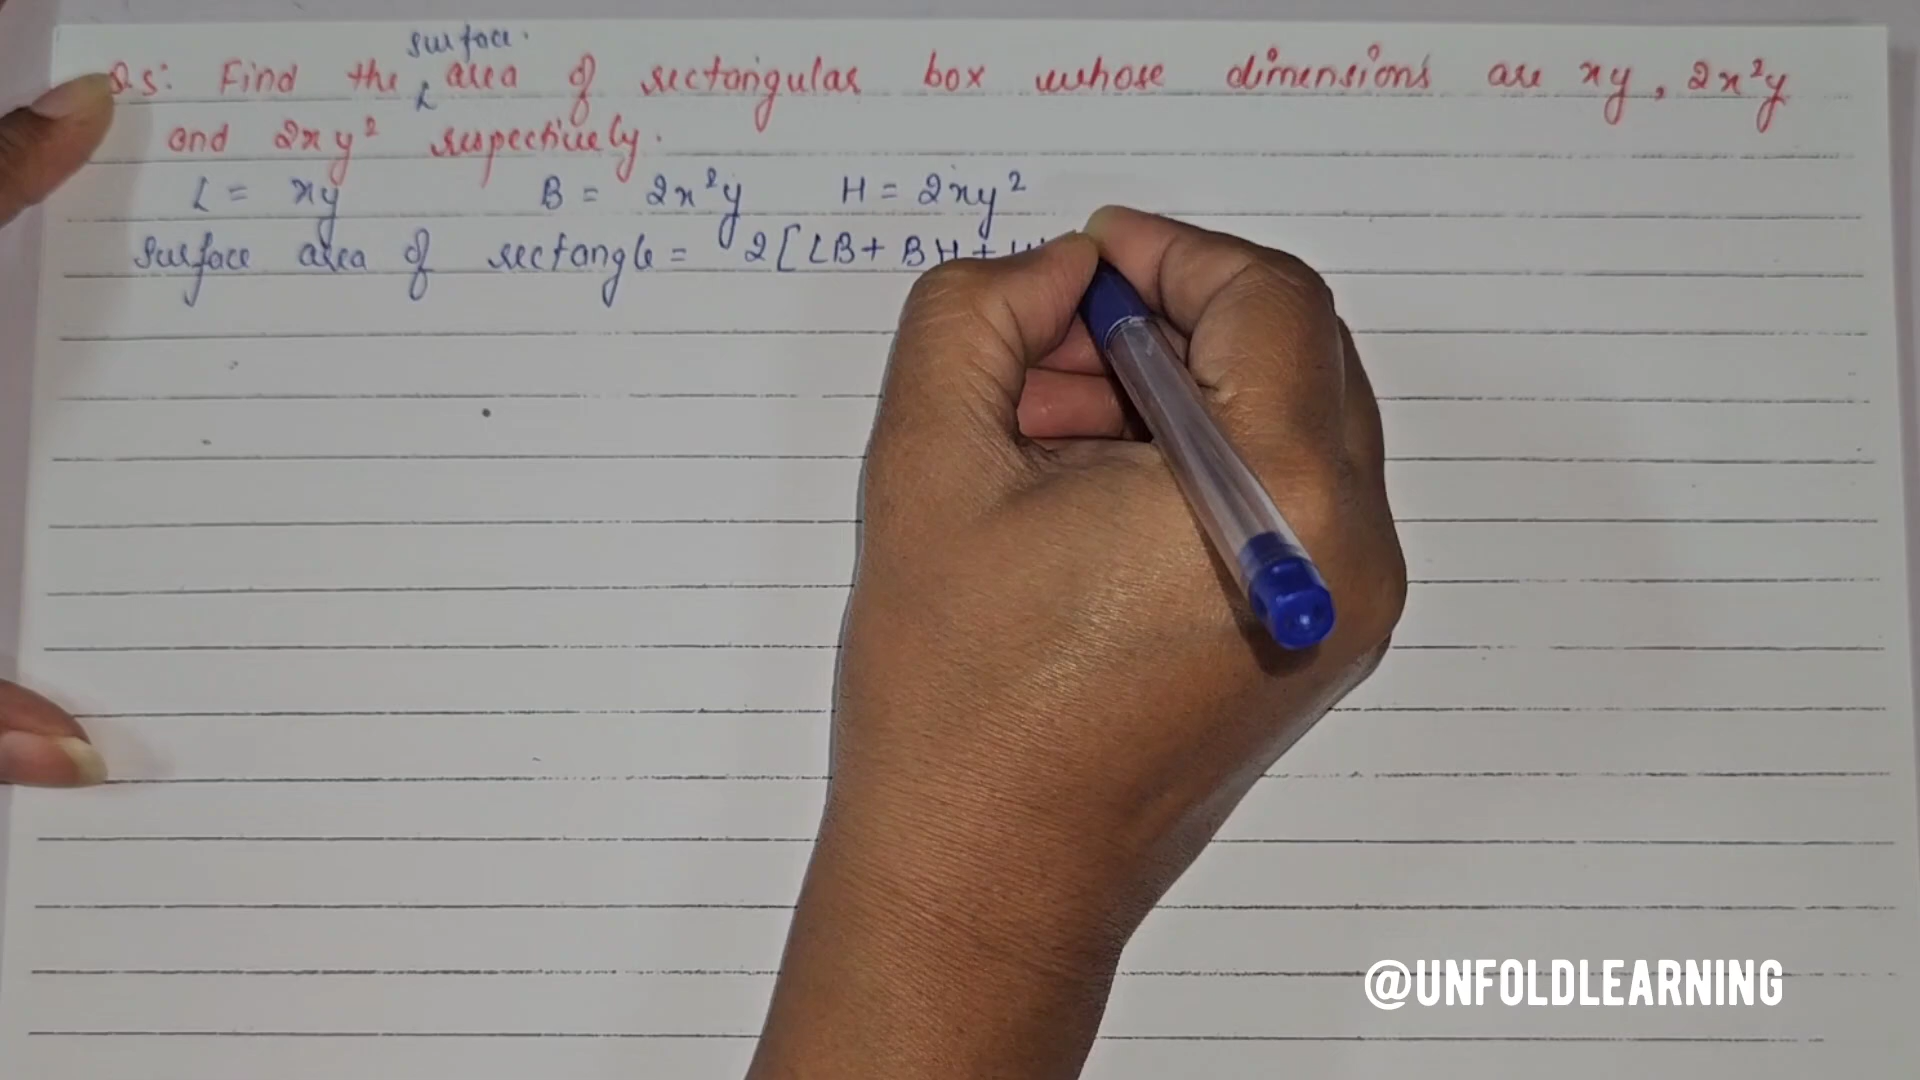 surface.
Q5: Find the area of rectangular box whose dimensions are xy, 2x²y
and 2xy² respectively.
L = xy B = 2x²y H = 2xy²
Surface area of rectangle = 2[LB + BH +
@UNFOLDLEARNING